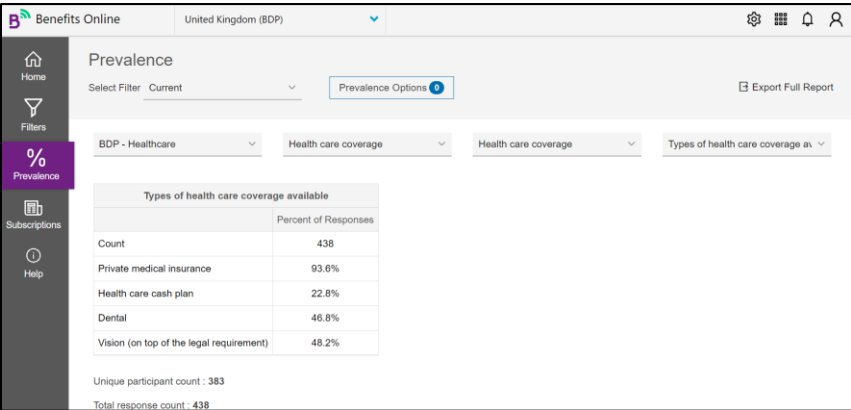 Benefits Online
United Kingdom (BDP)
Home
Filters
%
Prevalence
Subscriptions
Help
Prevalence
Select Filter Current
Prevalence Options 0
Export Full Report
BDP - Healthcare
Health care coverage
Health care coverage
Types of health care coverage
Types of health care coverage available
Percent of Responses
Count 438
Private medical insurance 93.6%
Health care cash plan 22.8%
Dental 46.8%
Vision (on top of the legal requirement) 48.2%
Unique participant count : 383
Total response count : 438